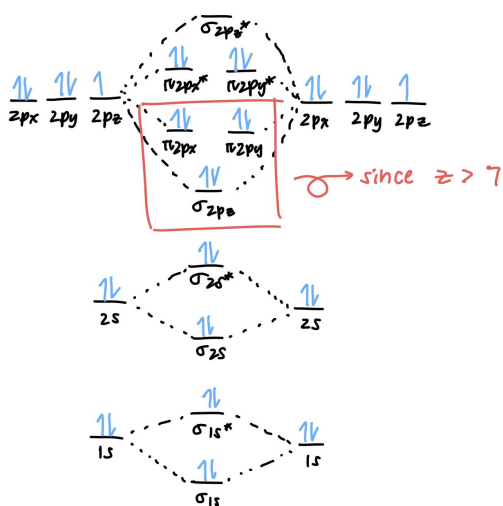 σ2pz*
π2px* π2py*
2px 2py 2pz 2px 2py 2pz
π2px π2py
since z > 7
σ2pz
σ2s*
2s 2s
σ2s
σ1s*
1s 1s
σ1s